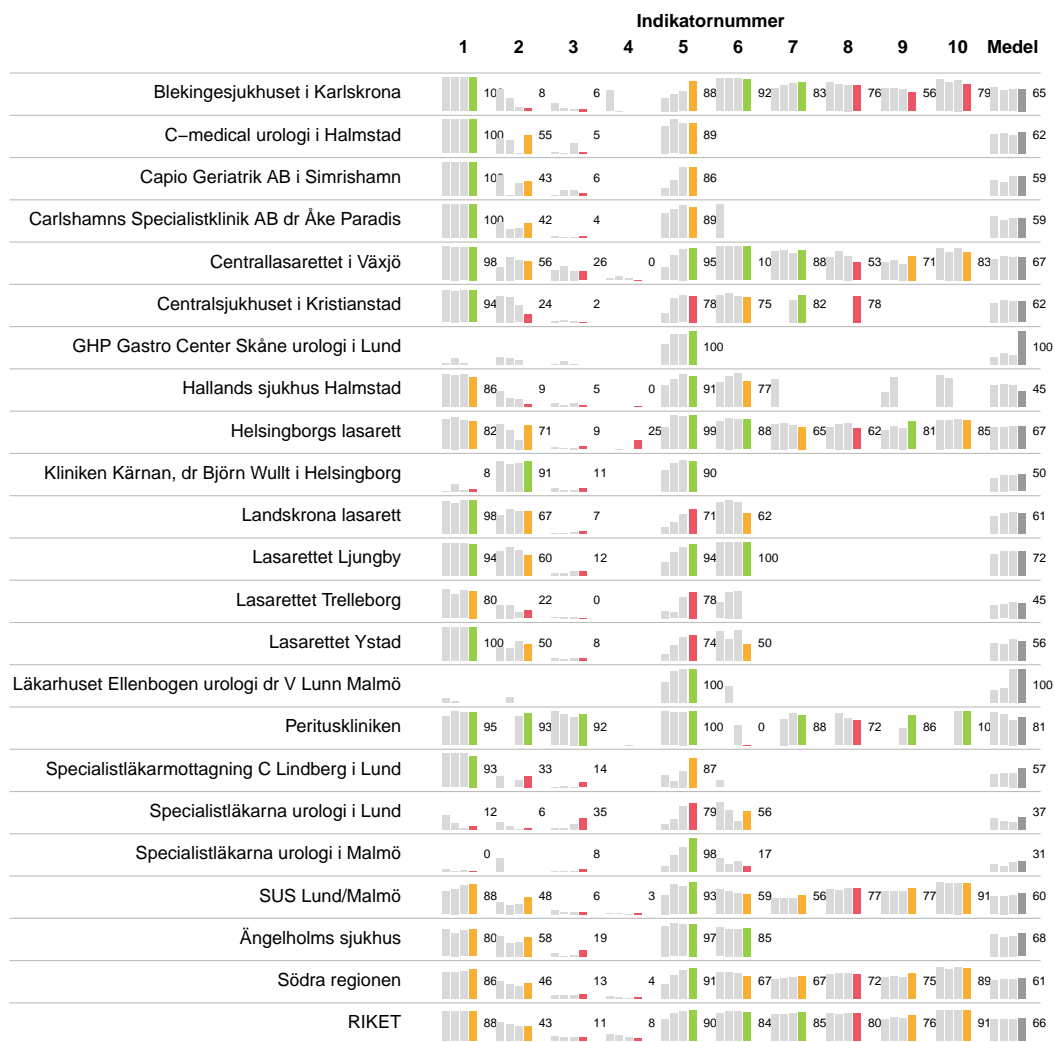 Indikatornummer
1 2 3 4 5 6 7 8 9 10 Medel
Blekingesjukhuset i Karlskrona 100 8 6 88 92 83 76 56 79 65
C−medical urologi i Halmstad 100 55 5 89 62
Capio Geriatrik AB i Simrishamn 100 43 6 86 59
Carlshamns Specialistklinik AB dr Åke Paradis 100 42 4 89 59
Centrallasarettet i Växjö 98 56 26 0 95 10 88 53 71 83 67
Centralsjukhuset i Kristianstad 94 24 2 78 75 82 78 62
GHP Gastro Center Skåne urologi i Lund 100 100
Hallands sjukhus Halmstad 86 9 5 0 91 77 45
Helsingborgs lasarett 82 71 9 25 99 88 65 62 81 85 67
Kliniken Kärnan, dr Björn Wullt i Helsingborg 8 91 11 90 50
Landskrona lasarett 98 67 7 71 62 61
Lasarettet Ljungby 94 60 12 94 100 72
Lasarettet Trelleborg 80 22 0 78 45
Lasarettet Ystad 100 50 8 74 50 56
Läkarhuset Ellenbogen urologi dr V Lunn Malmö 100 100
Perituskliniken 95 93 92 100 0 88 72 86 10 81
Specialistläkarmottagning C Lindberg i Lund 93 33 14 87 57
Specialistläkarna urologi i Lund 12 6 35 79 56 37
Specialistläkarna urologi i Malmö 0 8 98 17 31
SUS Lund/Malmö 88 48 6 3 93 59 56 77 77 91 60
Ängelholms sjukhus 80 58 19 97 85 68
Södra regionen 86 46 13 4 91 67 67 72 75 89 61
RIKET 88 43 11 8 90 84 85 80 76 91 66